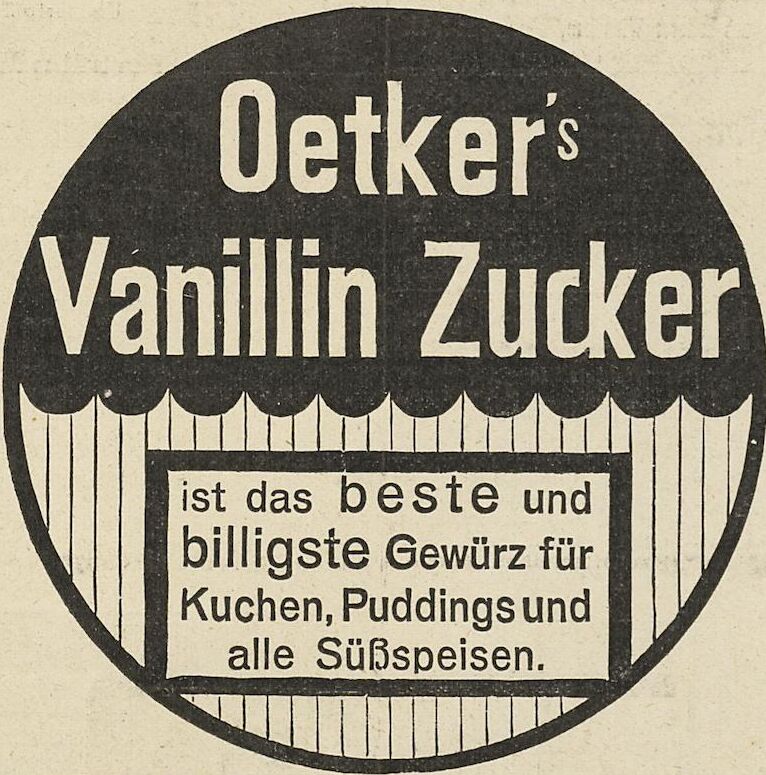 Oetker's
Vanillin Zucker
ist das beste und
billigste Gewürz für
Kuchen, Puddings und
alle Süßspeisen.